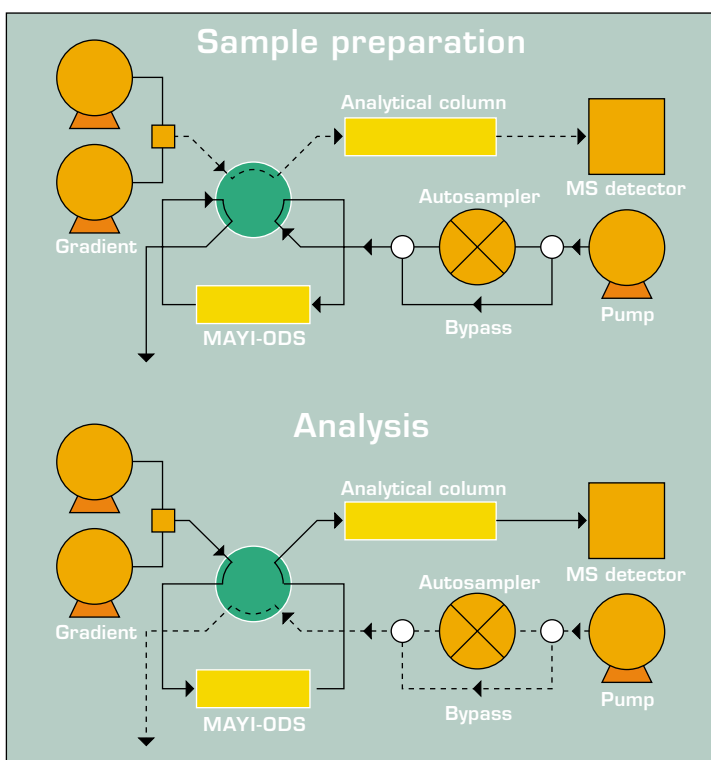 Sample preparation
Analytical column
MS detector
Autosampler
Gradient
MAYI-ODS
Bypass
Pump
Analysis
Analytical column
MS detector
Autosampler
Gradient
MAYI-ODS
Bypass
Pump